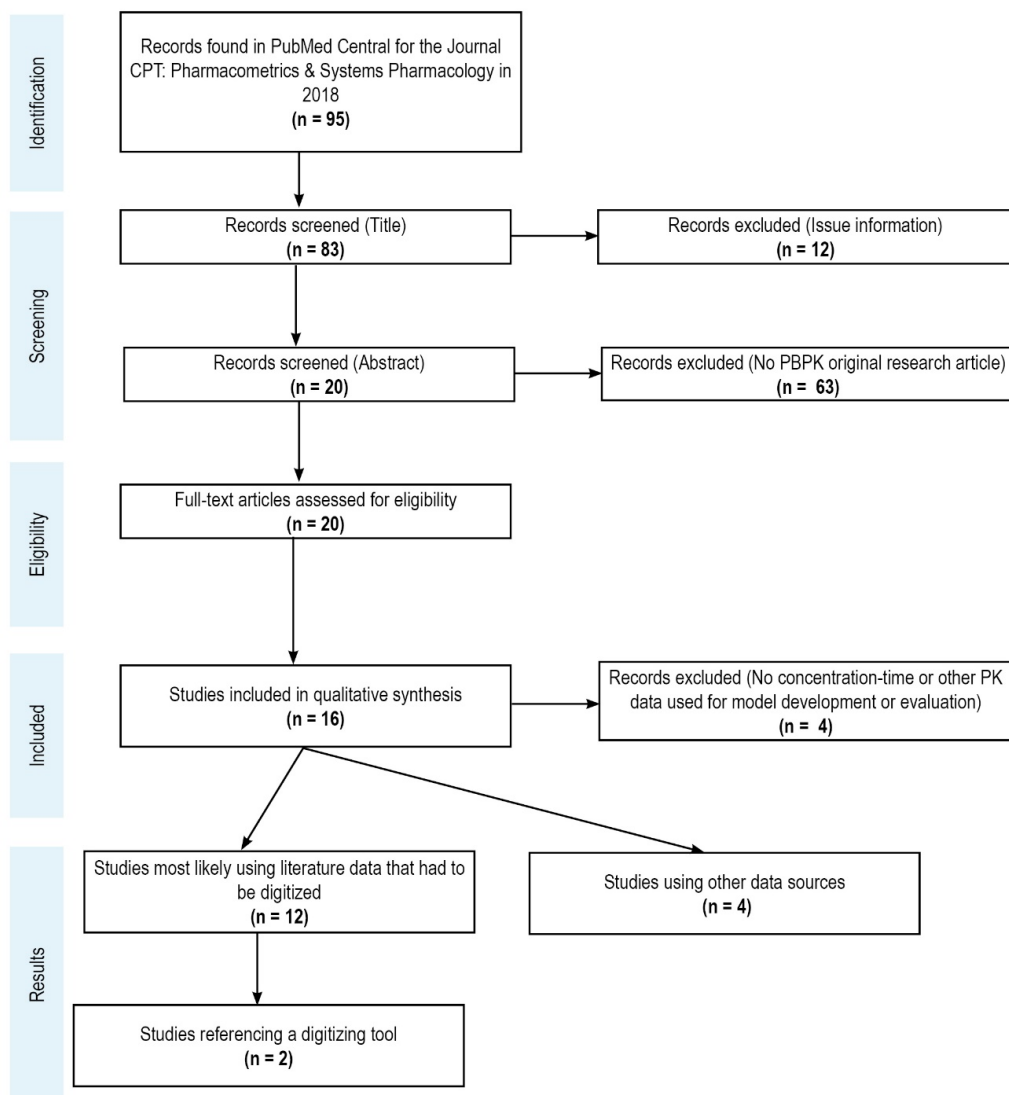 Identification
Records found in PubMed Central for the Journal
CPT: Pharmacometrics & Systems Pharmacology in
2018
(n = 95)
Screening
Records screened (Title)
(n = 83)
Records excluded (Issue information)
(n = 12)
Records screened (Abstract)
(n = 20)
Records excluded (No PBPK original research article)
(n = 63)
Eligibility
Full-text articles assessed for eligibility
(n = 20)
Included
Studies included in qualitative synthesis
(n = 16)
Records excluded (No concentration-time or other PK
data used for model development or evaluation)
(n = 4)
Results
Studies most likely using literature data that had to
be digitized
(n = 12)
Studies using other data sources
(n = 4)
Studies referencing a digitizing tool
(n = 2)